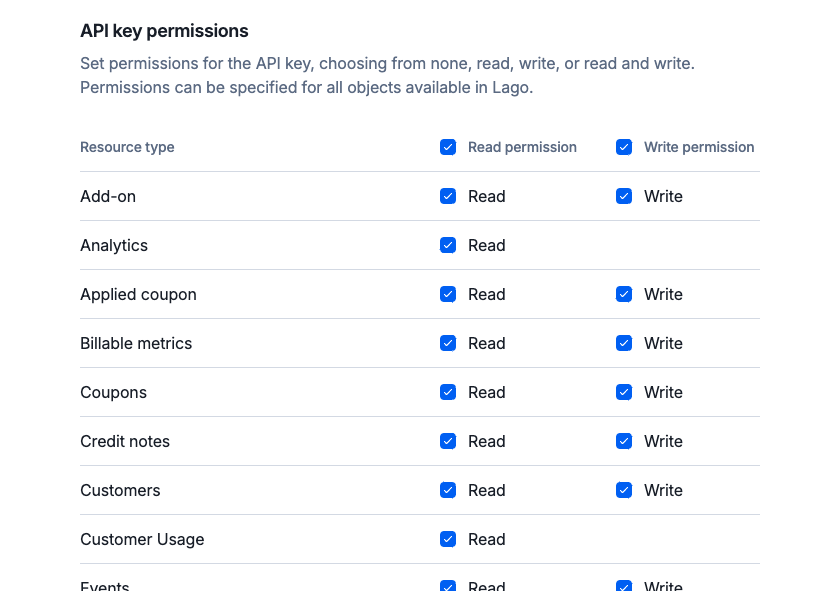 API key permissions
Set permissions for the API key, choosing from none, read, write, or read and write.
Permissions can be specified for all objects available in Lago.
Resource type Read permission Write permission
Add-on Read Write
Analytics Read
Applied coupon Read Write
Billable metrics Read Write
Coupons Read Write
Credit notes Read Write
Customers Read Write
Customer Usage Read
Events Read Write